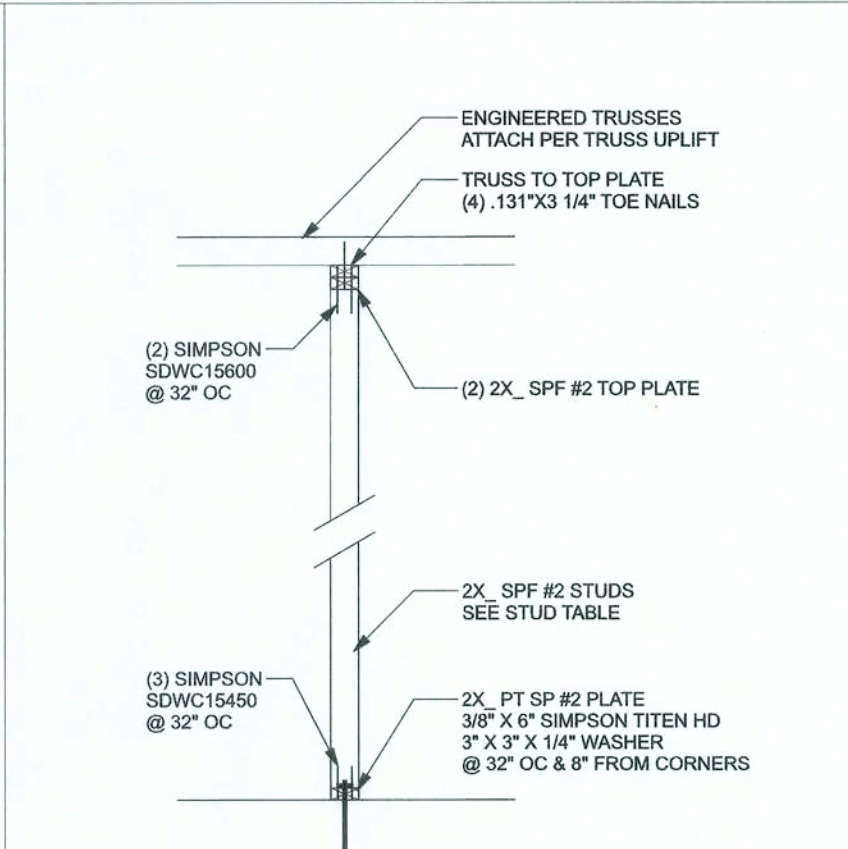 ENGINEERED TRUSSES
ATTACH PER TRUSS UPLIFT
TRUSS TO TOP PLATE
(4) .131"X3 1/4" TOE NAILS
(2) SIMPSON
SDWC15600
@ 32" OC
(2) 2X_ SPF #2 TOP PLATE
2X_ SPF #2 STUDS
SEE STUD TABLE
(3) SIMPSON
SDWC15450
@ 32" OC
2X_ PT SP #2 PLATE
3/8" X 6" SIMPSON TITEN HD
3" X 3" X 1/4" WASHER
@ 32" OC & 8" FROM CORNERS